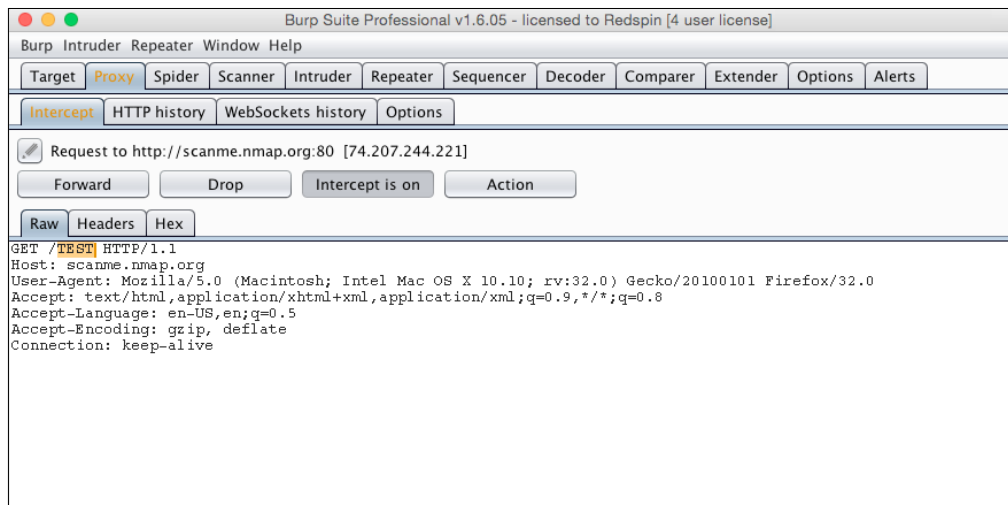 Burp Suite Professional v1.6.05 - licensed to Redspin [4 user license]
Burp Intruder Repeater Window Help
Target Proxy Spider Scanner Intruder Repeater Sequencer Decoder Comparer Extender Options Alerts
Intercept HTTP history WebSockets history Options
Request to http://scanme.nmap.org:80 [74.207.244.221]
Forward Drop Intercept is on Action
Raw Headers Hex
GET /TEST HTTP/1.1
Host: scanme.nmap.org
User-Agent: Mozilla/5.0 (Macintosh; Intel Mac OS X 10.10; rv:32.0) Gecko/20100101 Firefox/32.0
Accept: text/html,application/xhtml+xml,application/xml;q=0.9,*/*;q=0.8
Accept-Language: en-US,en;q=0.5
Accept-Encoding: gzip, deflate
Connection: keep-alive